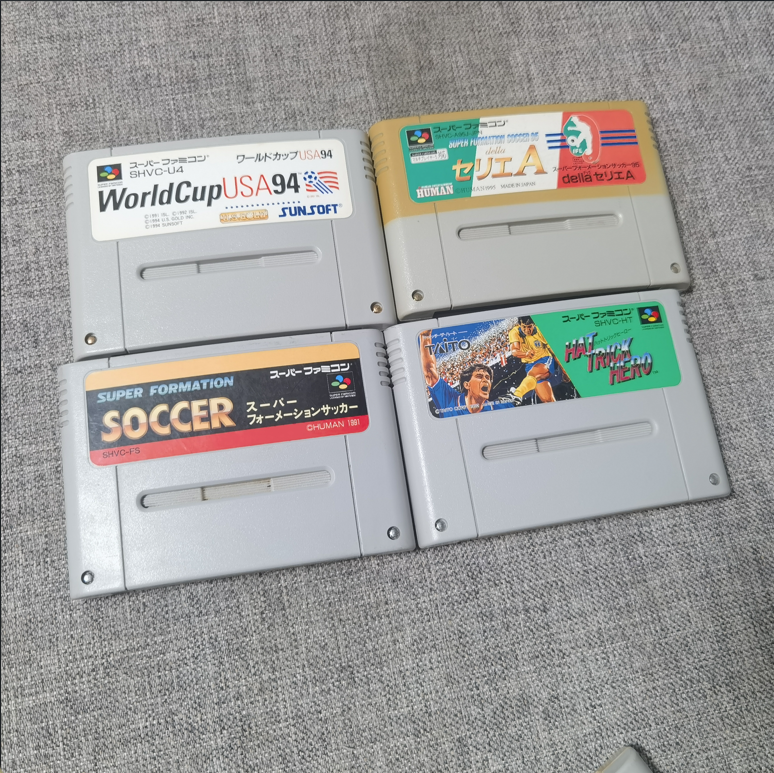 スーパーファミコン
SHVC-U4
ワールドカップUSA94
WorldCupUSA94
©1994 U.S. GOLD INC.
©1994 SUNSOFT
SUNSOFT
スーパーファミコン
SUPER FORMATION SOCCER 95
della
セリエA
HUMAN
MADE IN JAPAN
スーパーフォーメーションサッカー95
dellaセリエA
SUPER FORMATION
SOCCER
スーパーファミコン
スーパー
フォーメーションサッカー
©HUMAN 1991
SHVC-FS
TAITO
スーパーファミコン
SHVC-HT
HAT
TRICK
HERO